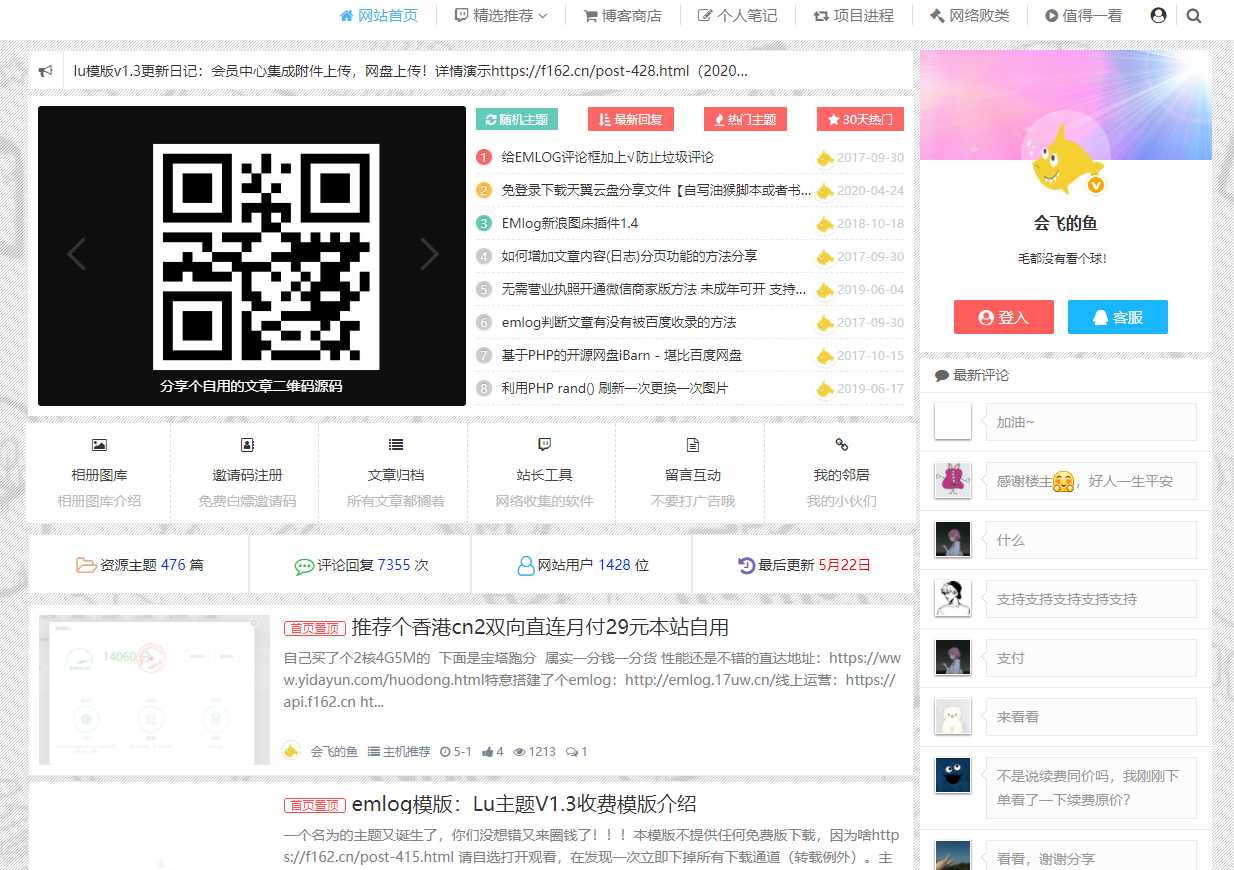 网站首页
精选推荐
博客商店
个人笔记
项目进程
网络败类
值得一看
lu模版v1.3更新日记：会员中心集成附件上传，网盘上传！详情演示https://f162.cn/post-428.html（2020...
分享个自用的文章二维码源码
随机主题
最新回复
热门主题
30天热门
1 给EMLOG评论框加上√防止垃圾评论 2017-09-30
2 免登录下载天翼云盘分享文件【自写油猴脚本或者书... 2020-04-24
3 EMlog新浪图床插件1.4 2018-10-18
4 如何增加文章内容(日志)分页功能的方法分享 2017-09-30
5 无需营业执照开通微信商家版方法 未成年可开 支持... 2019-06-04
6 emlog判断文章有没有被百度收录的方法 2017-09-30
7 基于PHP的开源网盘iBarn - 堪比百度网盘 2017-10-15
8 利用PHP rand() 刷新一次更换一次图片 2019-06-17
相册图库
相册图库介绍
邀请码注册
免费白嫖邀请码
文章归档
所有文章都搁着
站长工具
网络收集的软件
留言互动
不要打广告哦
我的邻居
我的小伙们
资源主题 476 篇
评论回复 7355 次
网站用户 1428 位
最后更新 5月22日
首页置顶 推荐个香港cn2双向直连月付29元本站自用
自己买了个2核4G5M的 下面是宝塔跑分 属实一分钱一分货 性能还是不错的直达地址：https://ww
w.yidayun.com/huodong.html特意搭建了个emlog：http://emlog.17uw.cn/线上运营：https://
api.f162.cn ht...
会飞的鱼 主机推荐 5-1 4 1213 1
首页置顶 emlog模版：Lu主题V1.3收费模版介绍
一个名为的主题又诞生了，你们没想错又来圈钱了！！！本模版不提供任何免费版下载，因为啥http
s://f162.cn/post-415.html 请自选打开观看，在发现一次立即下掉所有下载通道（转载例外）。主
会飞的鱼
毛都没有看个球！
登入
客服
最新评论
加油~
感谢楼主，好人一生平安
什么
支持支持支持支持支持
支付
来看看
不是说续费同价吗，我刚刚下
单看了一下续费原价？
看看，谢谢分享